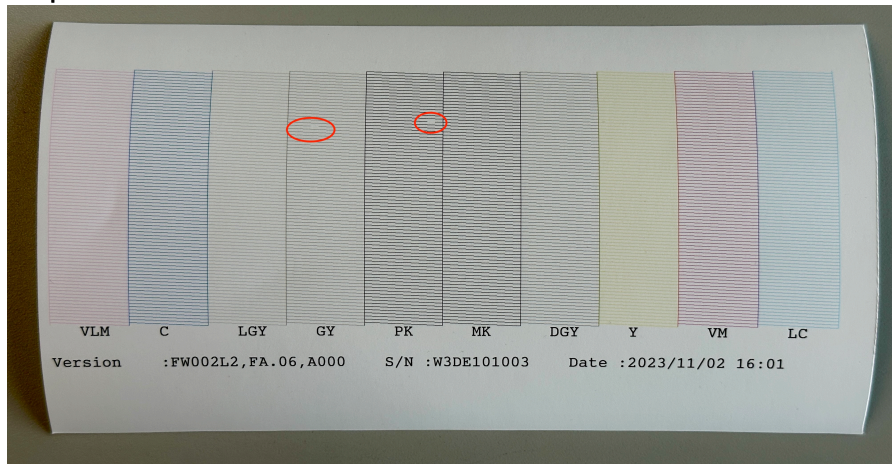 VLM C LGY GY PK MK DGY Y VM LC
Version :FW002L2,FA.06,A000 S/N :W3DE101003 Date :2023/11/02 16:01